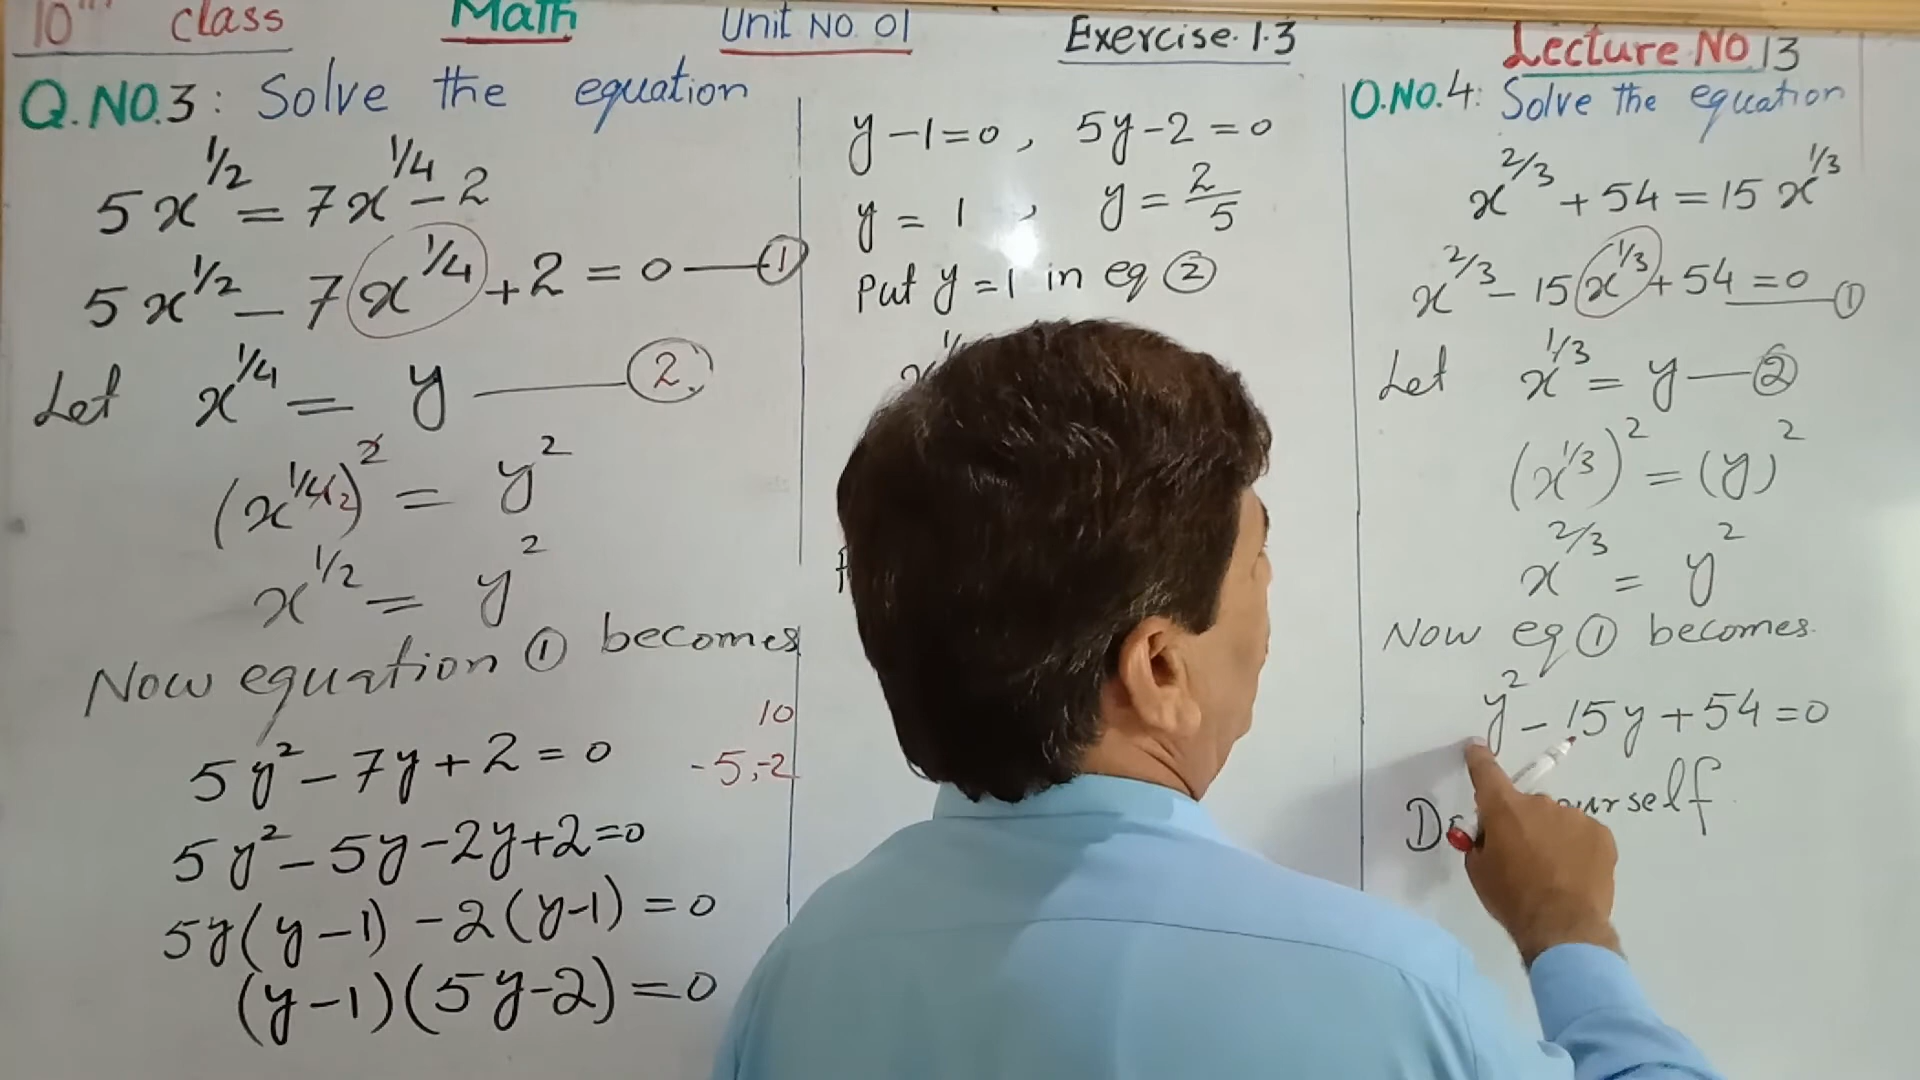 10th class Math Unit No. 01 Exercise. 1.3 Lecture No 13
Q.NO.3: Solve the equation
5x^{1/2} = 7x^{1/4} - 2
5x^{1/2} - 7x^{1/4} + 2 = 0 — ①
Let x^{1/4} = y — ②
(x^{1/4×2})^2 = y^2
x^{1/2} = y^2
Now equation ① becomes
10
5y^2 - 7y + 2 = 0 -5,-2
5y^2 - 5y - 2y + 2 = 0
5y(y-1) - 2(y-1) = 0
(y-1)(5y-2) = 0
y - 1 = 0, 5y - 2 = 0
y = 1, y = 2/5
Put y = 1 in eq ②
Q.NO.4: Solve the equation
x^{2/3} + 54 = 15 x^{1/3}
x^{2/3} - 15x^{1/3} + 54 = 0 — ①
Let x^{1/3} = y — ②
(x^{1/3})^2 = (y)^2
x^{2/3} = y^2
Now eq ① becomes.
y^2 - 15y + 54 = 0